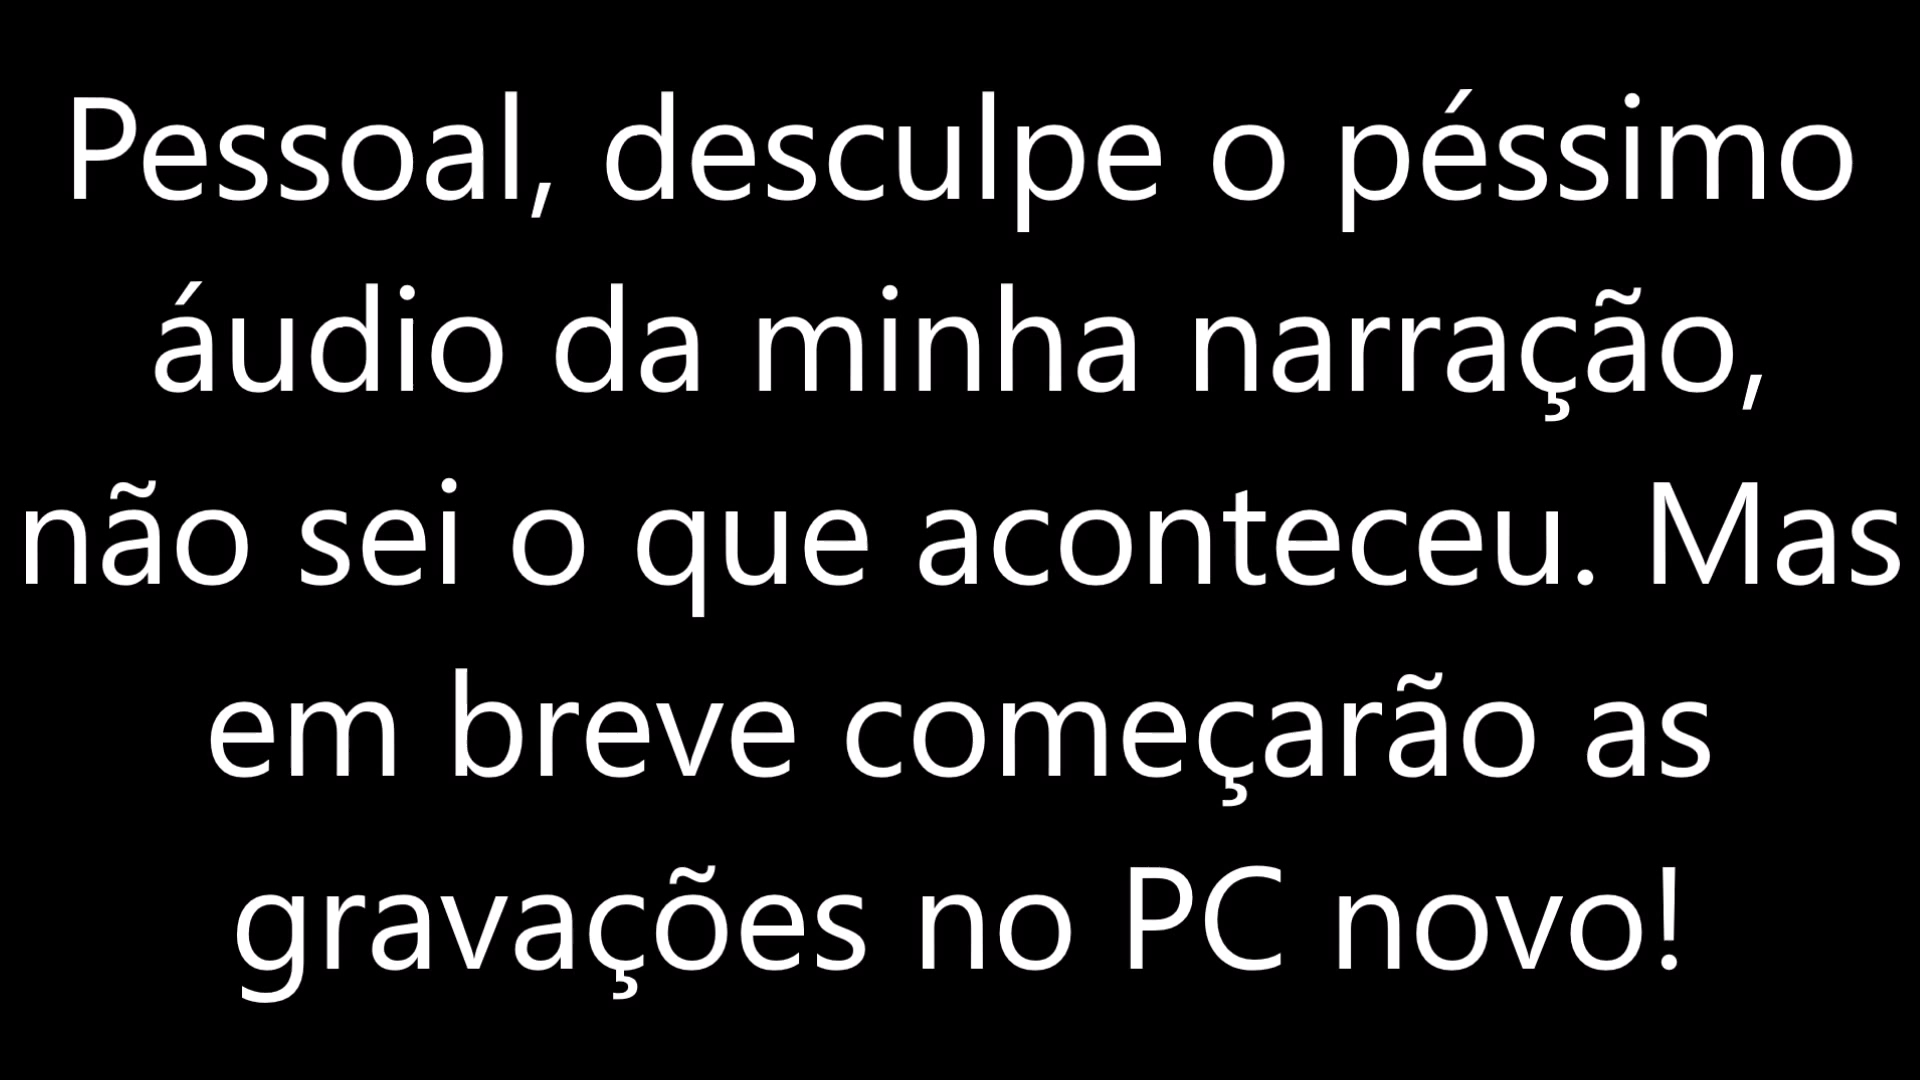 Pessoal, desculpe o péssimo
áudio da minha narração,
não sei o que aconteceu. Mas
em breve começarão as
gravações no PC novo!